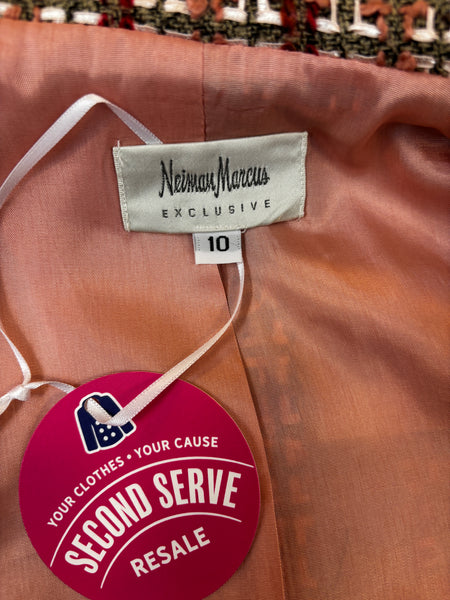 Neiman Marcus
EXCLUSIVE
10
YOUR CLOTHES • YOUR CAUSE
SECOND SERVE
RESALE